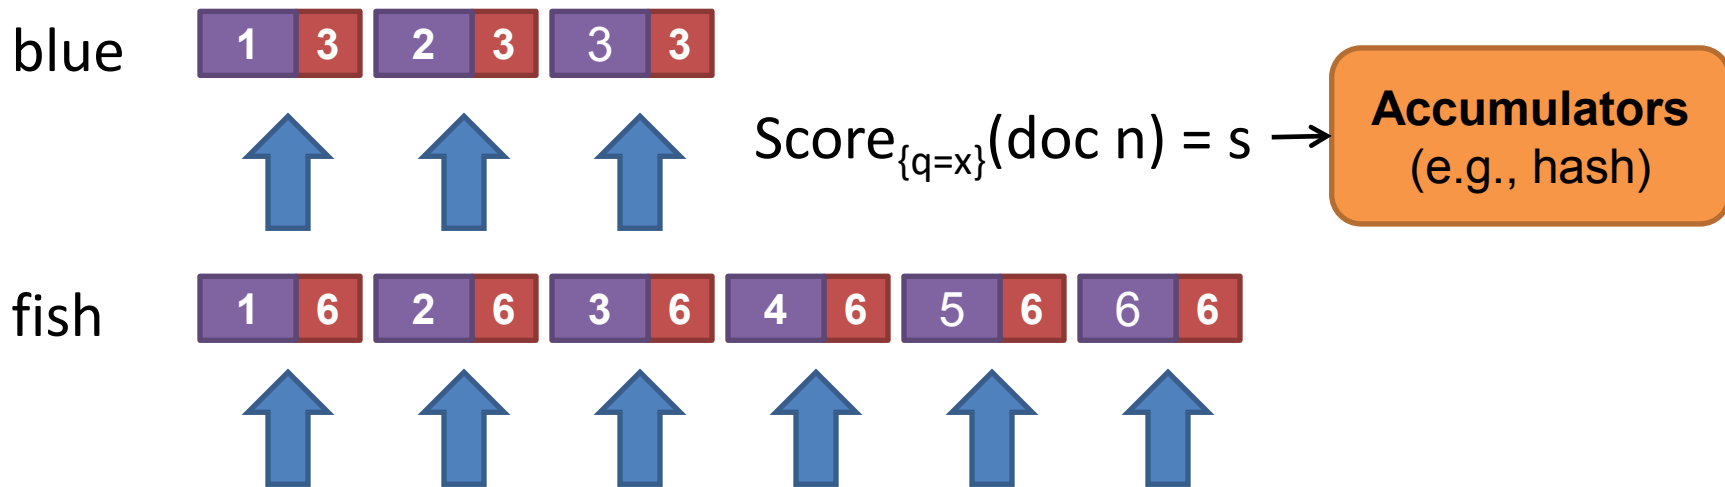 blue 1 3 2 3 3 3
Score{q=x}(doc n) = s
Accumulators
(e.g., hash)
fish 1 6 2 6 3 6 4 6 5 6 6 6